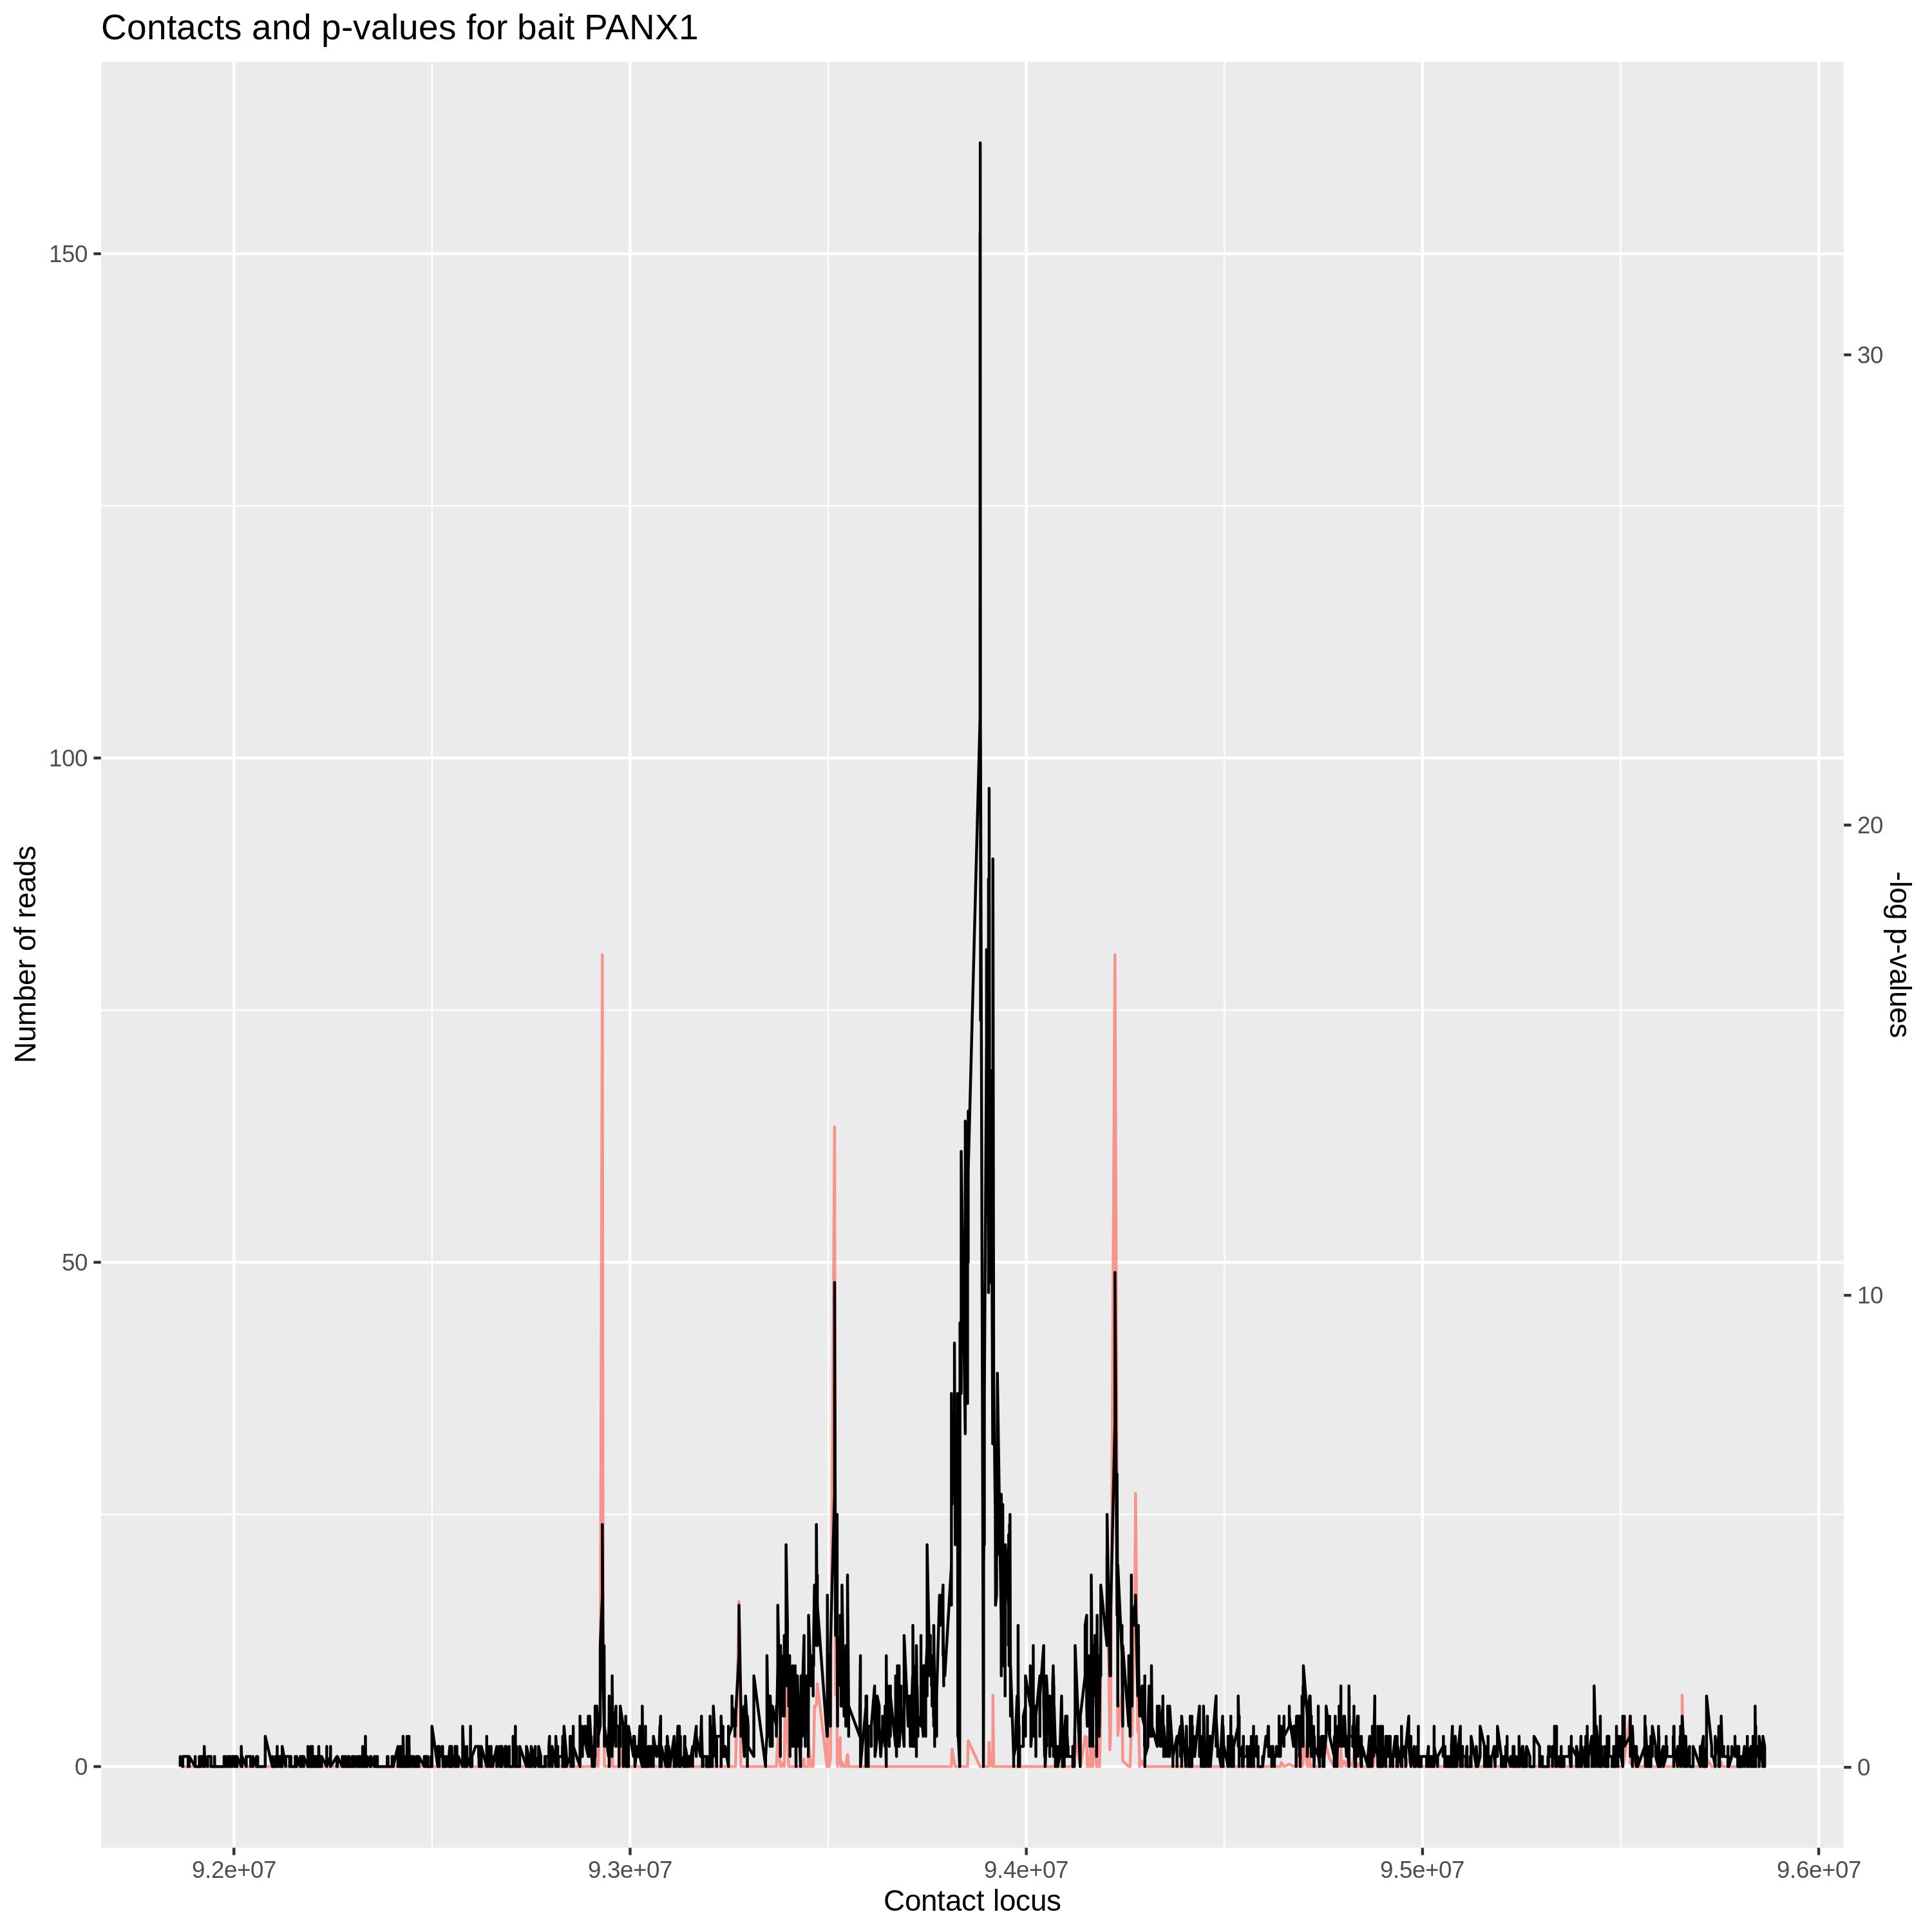 Contacts and p-values for bait PANX1
150
100
50
0
Number of reads
30
20
10
0
-log p-values
9.2e+07 9.3e+07 9.4e+07 9.5e+07 9.6e+07
Contact locus